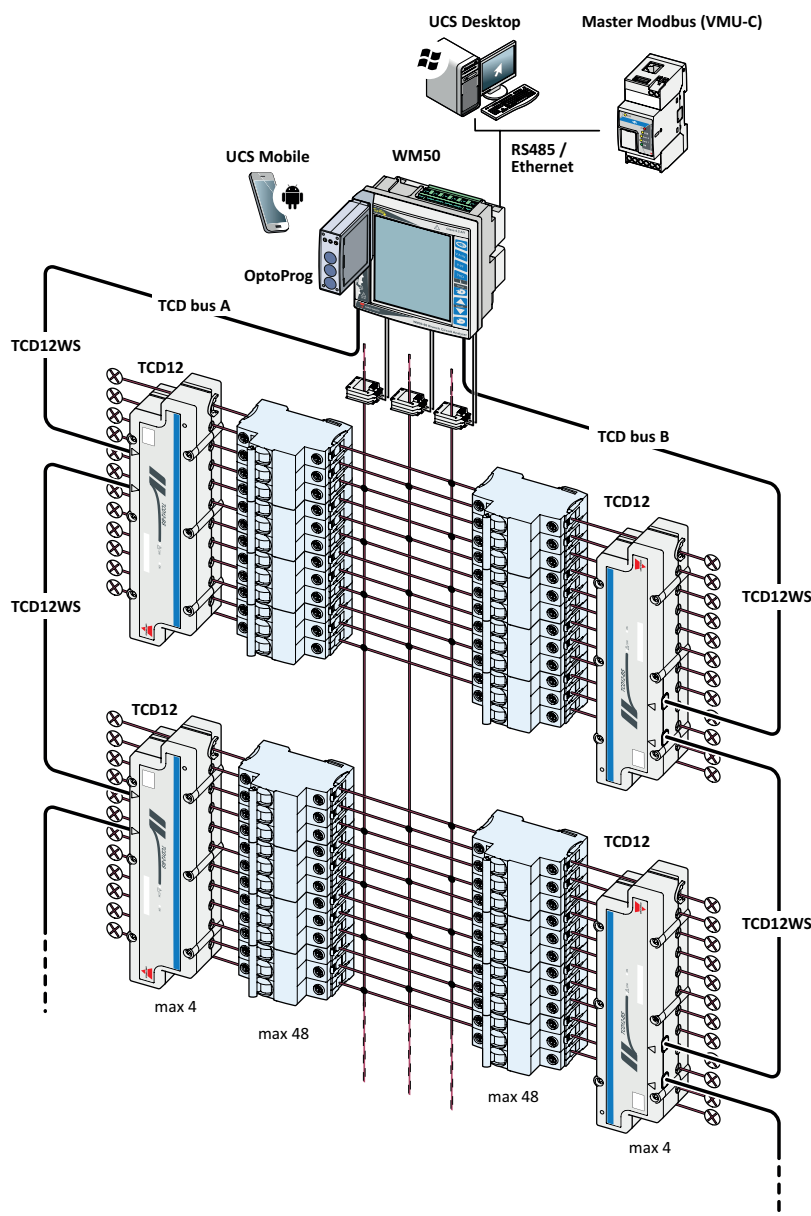 UCS Desktop
Master Modbus (VMU-C)
RS485 /
Ethernet
WM50
UCS Mobile
OptoProg
TCD bus A
TCD12WS
TCD12
TCD bus B
TCD12
TCD12WS
TCD12WS
TCD12
TCD12
TCD12WS
max 4
max 48
max 48
max 4